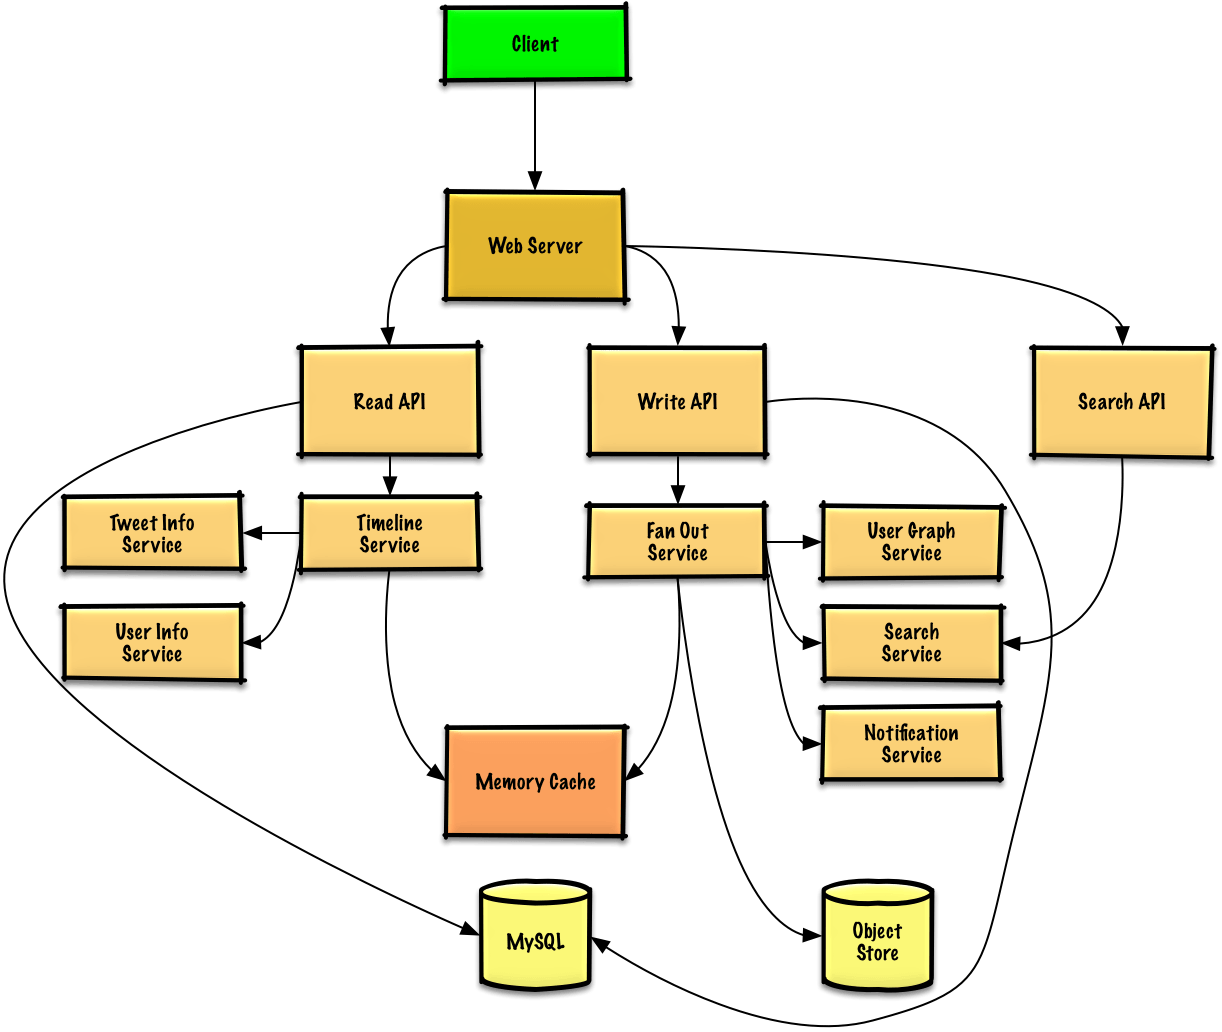 Client
Web Server
Read API
Write API
Search API
Tweet Info
Service
Timeline
Service
Fan Out
Service
User Graph
Service
User Info
Service
Search
Service
Notification
Service
Memory Cache
MySQL
Object
Store